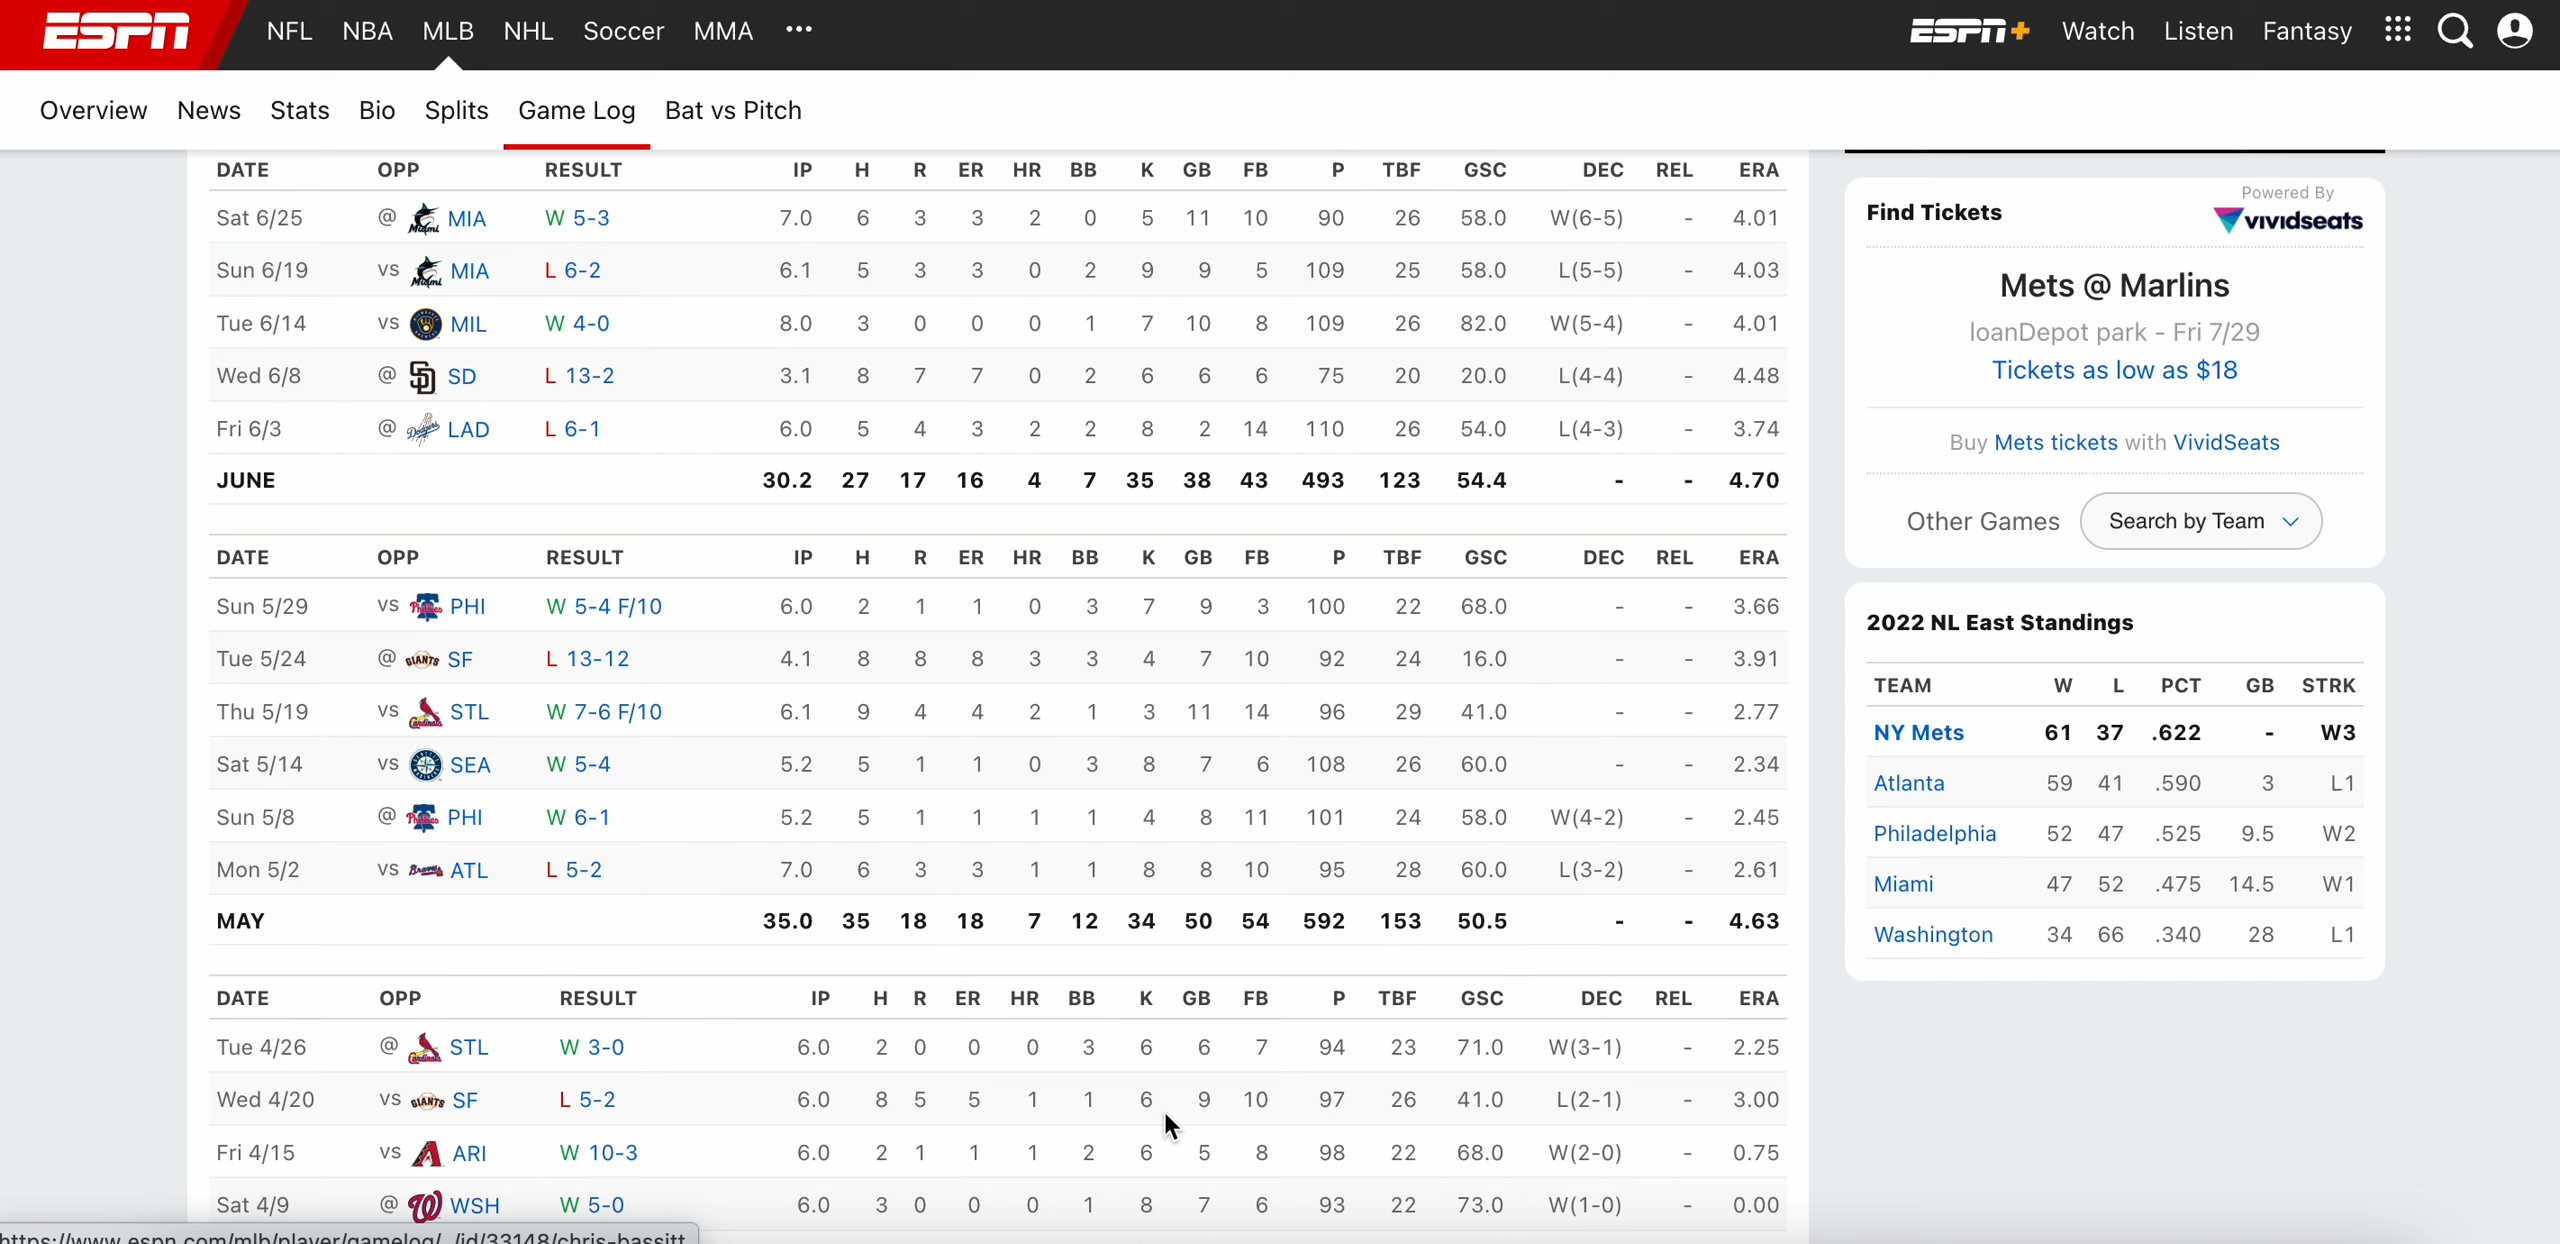 ESPN NFL NBA MLB NHL Soccer MMA ••• ESPN+ Watch Listen Fantasy
Overview News Stats Bio Splits Game Log Bat vs Pitch
DATE OPP RESULT IP H R ER HR BB K GB FB P TBF GSC DEC REL ERA
Sat 6/25 @ Miami MIA W 5-3 7.0 6 3 3 2 0 5 11 10 90 26 58.0 W(6-5) - 4.01
Sun 6/19 vs Miami MIA L 6-2 6.1 5 3 3 0 2 9 9 5 109 25 58.0 L(5-5) - 4.03
Tue 6/14 vs MIL W 4-0 8.0 3 0 0 0 1 7 10 8 109 26 82.0 W(5-4) - 4.01
Wed 6/8 @ SD SD L 13-2 3.1 8 7 7 0 2 6 6 6 75 20 20.0 L(4-4) - 4.48
Fri 6/3 @ Dodgers LAD L 6-1 6.0 5 4 3 2 2 8 2 14 110 26 54.0 L(4-3) - 3.74
JUNE 30.2 27 17 16 4 7 35 38 43 493 123 54.4 - - 4.70
DATE OPP RESULT IP H R ER HR BB K GB FB P TBF GSC DEC REL ERA
Sun 5/29 vs Phillies PHI W 5-4 F/10 6.0 2 1 1 0 3 7 9 3 100 22 68.0 - - 3.66
Tue 5/24 @ GIANTS SF L 13-12 4.1 8 8 8 3 3 4 7 10 92 24 16.0 - - 3.91
Thu 5/19 vs Cardinals STL W 7-6 F/10 6.1 9 4 4 2 1 3 11 14 96 29 41.0 - - 2.77
Sat 5/14 vs SEA W 5-4 5.2 5 1 1 0 3 8 7 6 108 26 60.0 - - 2.34
Sun 5/8 @ Phillies PHI W 6-1 5.2 5 1 1 1 1 4 8 11 101 24 58.0 W(4-2) - 2.45
Mon 5/2 vs Braves ATL L 5-2 7.0 6 3 3 1 1 8 8 10 95 28 60.0 L(3-2) - 2.61
MAY 35.0 35 18 18 7 12 34 50 54 592 153 50.5 - - 4.63
DATE OPP RESULT IP H R ER HR BB K GB FB P TBF GSC DEC REL ERA
Tue 4/26 @ Cardinals STL W 3-0 6.0 2 0 0 0 3 6 6 7 94 23 71.0 W(3-1) - 2.25
Wed 4/20 vs GIANTS SF L 5-2 6.0 8 5 5 1 1 6 9 10 97 26 41.0 L(2-1) - 3.00
Fri 4/15 vs A ARI W 10-3 6.0 2 1 1 1 2 6 5 8 98 22 68.0 W(2-0) - 0.75
Sat 4/9 @ W WSH W 5-0 6.0 3 0 0 0 1 8 7 6 93 22 73.0 W(1-0) - 0.00
https://www.espn.com/mlb/player/gamelog/_/id/33148/chris-bassitt
Find Tickets
Powered By
vividseats
Mets @ Marlins
loanDepot park - Fri 7/29
Tickets as low as $18
Buy Mets tickets with VividSeats
Other Games Search by Team
2022 NL East Standings
TEAM W L PCT GB STRK
NY Mets 61 37 .622 - W3
Atlanta 59 41 .590 3 L1
Philadelphia 52 47 .525 9.5 W2
Miami 47 52 .475 14.5 W1
Washington 34 66 .340 28 L1